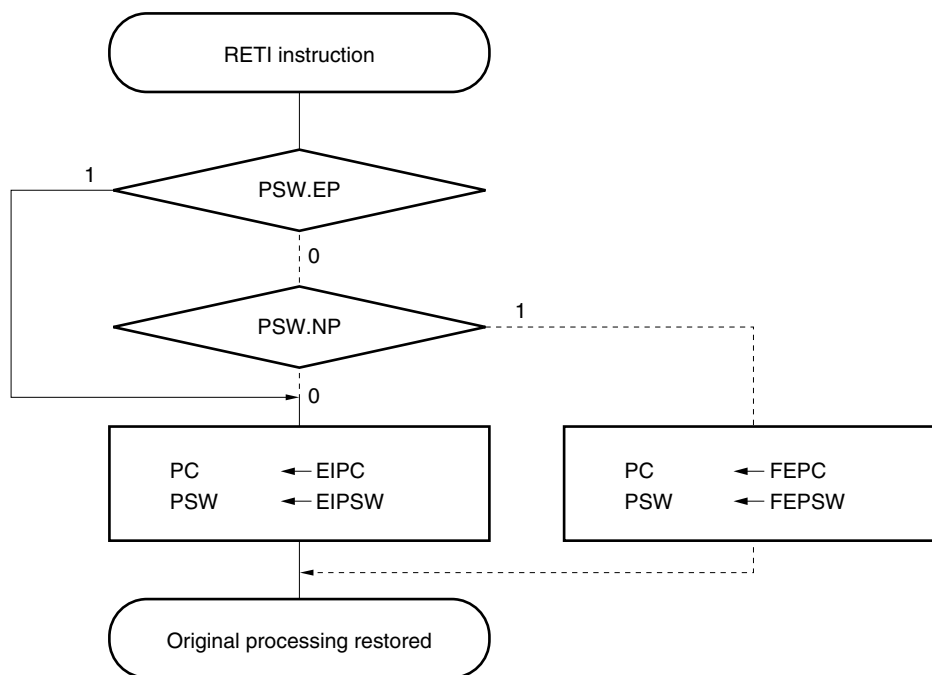 RETI instruction
1
PSW.EP
0
PSW.NP
1
0
PC ← EIPC
PSW ← EIPSW
PC ← FEPC
PSW ← FEPSW
Original processing restored